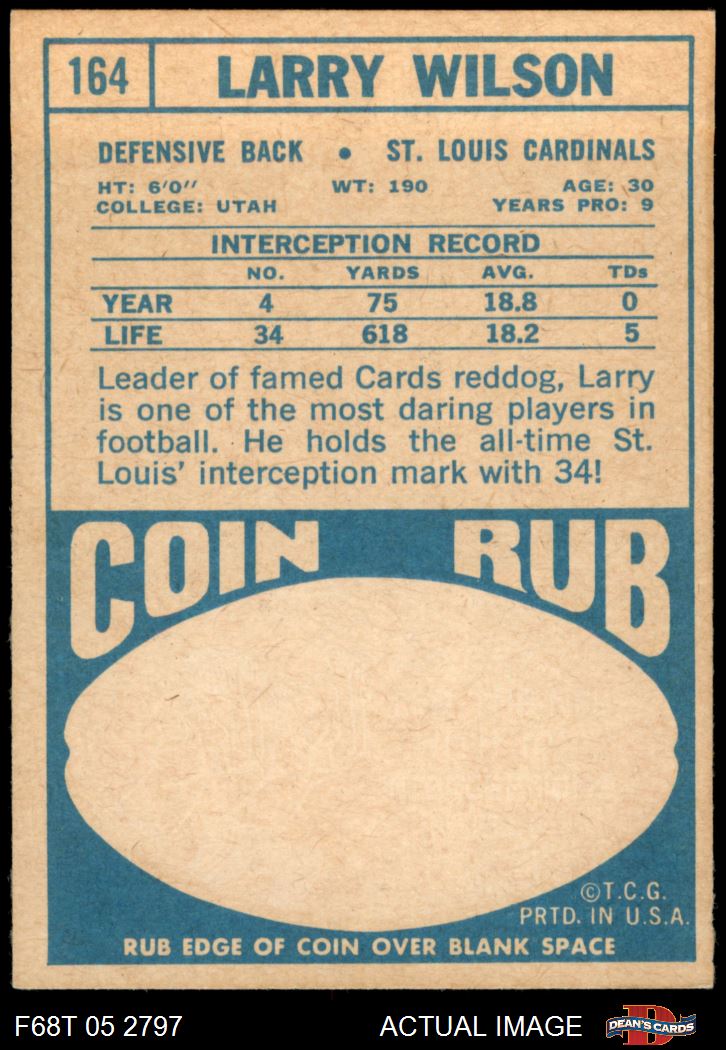 164 LARRY WILSON
DEFENSIVE BACK • ST. LOUIS CARDINALS
HT: 6'0" WT: 190 AGE: 30
COLLEGE: UTAH YEARS PRO: 9
INTERCEPTION RECORD
NO. YARDS AVG. TDs
YEAR 4 75 18.8 0
LIFE 34 618 18.2 5
Leader of famed Cards reddog, Larry
is one of the most daring players in
football. He holds the all-time St.
Louis' interception mark with 34!
COIN RUB
©T.C.G.
PRTD. IN U.S.A.
RUB EDGE OF COIN OVER BLANK SPACE
F68T 05 2797 ACTUAL IMAGE D DEAN'S CARDS